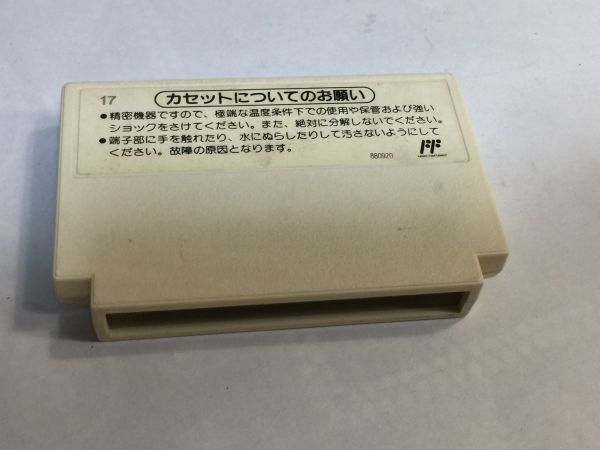 17
カセットについてのお願い
●精密機器ですので、極端な温度条件下での使用や保管および強い
ショックをさけてください。また、絶対に分解しないでください。
●端子部に手を触れたり、水にぬらしたりして汚さないようにして
ください。故障の原因となります。
880920